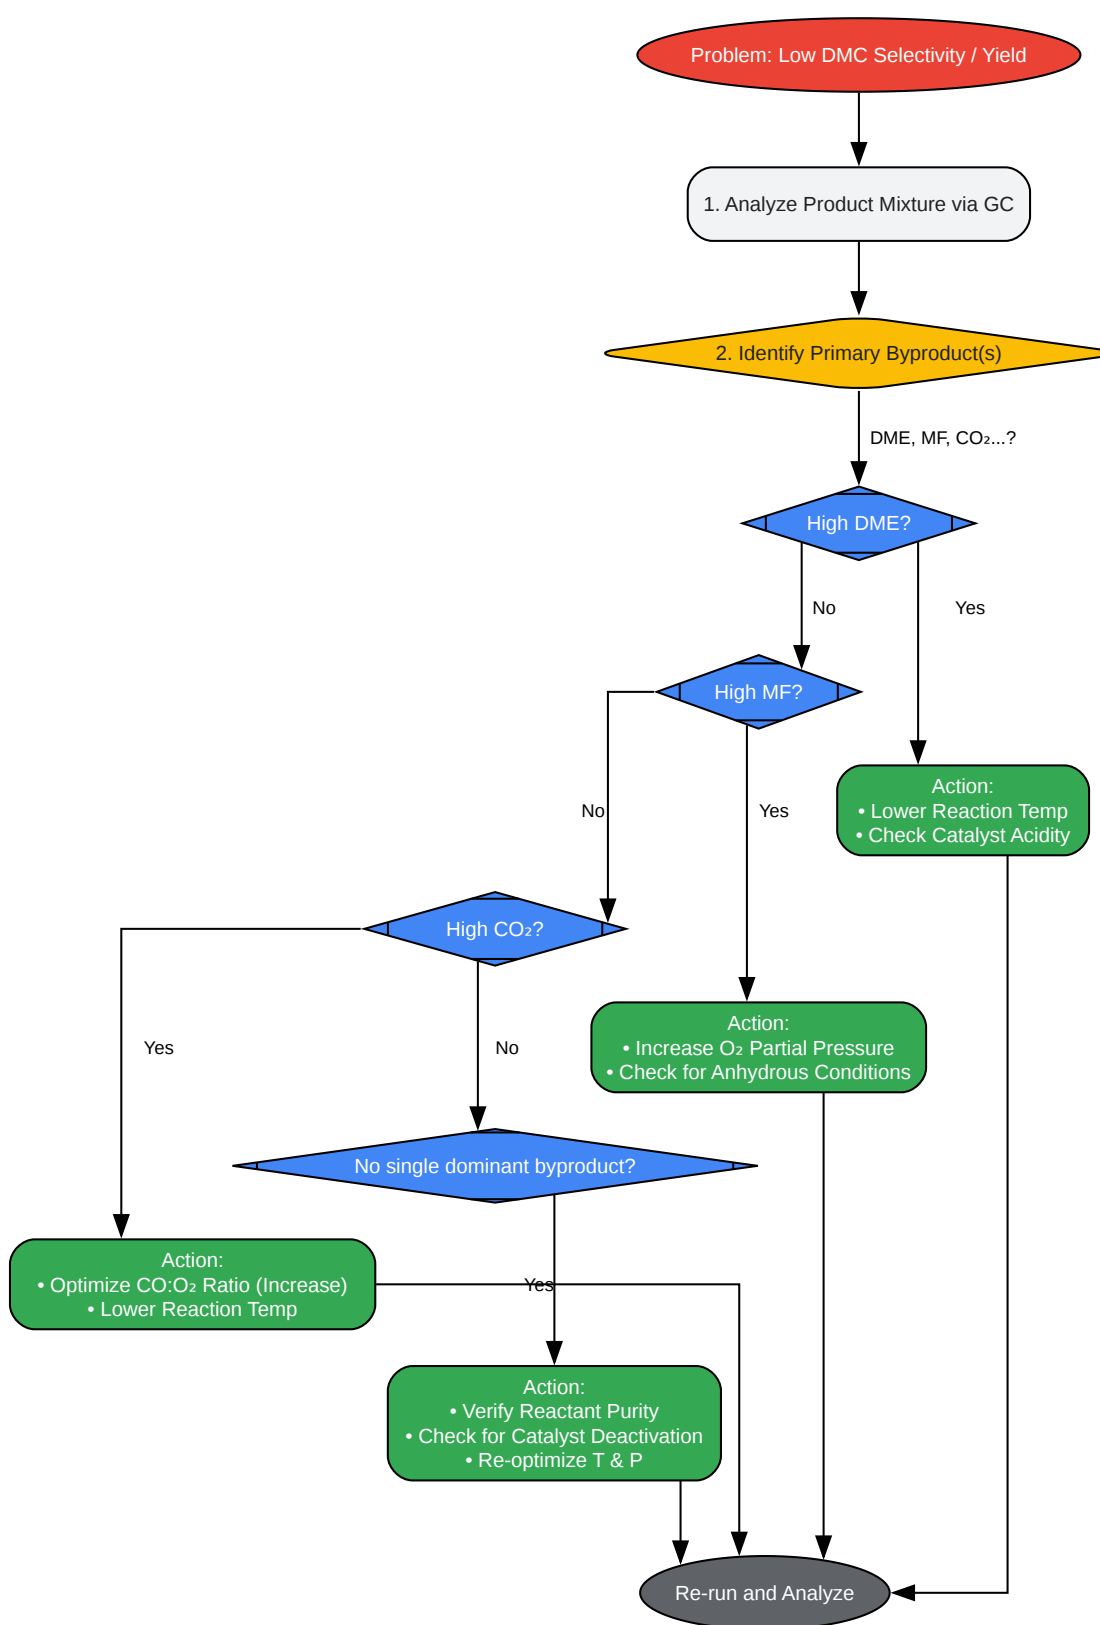 Problem: Low DMC Selectivity / Yield
1. Analyze Product Mixture via GC
2. Identify Primary Byproduct(s)
DME, MF, CO₂...?
High DME?
No
Yes
High MF?
Action:
• Lower Reaction Temp
• Check Catalyst Acidity
No
Yes
High CO₂?
Action:
• Increase O₂ Partial Pressure
• Check for Anhydrous Conditions
Yes
No
No single dominant byproduct?
Action:
• Optimize CO:O₂ Ratio (Increase)
• Lower Reaction Temp
Yes
Action:
• Verify Reactant Purity
• Check for Catalyst Deactivation
• Re-optimize T & P
Re-run and Analyze